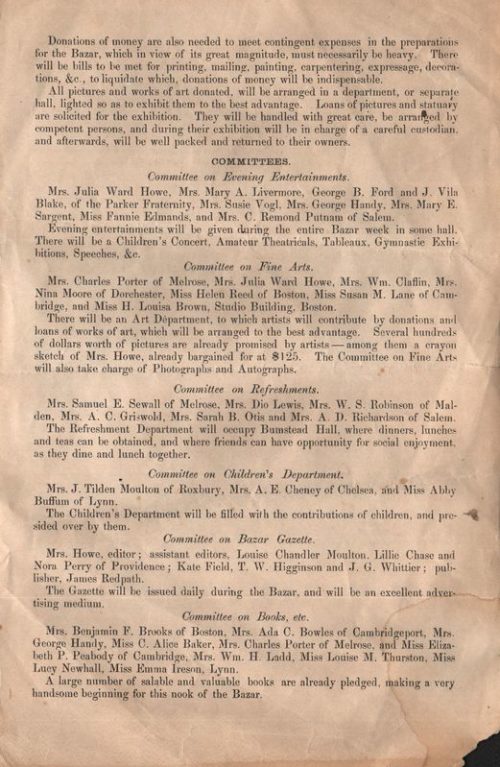 Donations of money are also needed to meet contingent expenses in the preparations
for the Bazar, which in view of its great magnitude, must necessarily be heavy. There
will be bills to be met for printing, mailing, painting, carpentering, expressage, decora-
tions, &c., to liquidate which, donations of money will be indispensable.
All pictures and works of art donated, will be arranged in a department, or separate
hall, lighted so as to exhibit them to the best advantage. Loans of pictures and statuary
are solicited for the exhibition. They will be handled with great care, be arranged by
competent persons, and during their exhibition will be in charge of a careful custodian,
and afterwards, will be well packed and returned to their owners.
COMMITTEES.
Committee on Evening Entertainments.
Mrs. Julia Ward Howe, Mrs. Mary A. Livermore, George B. Ford and J. Vila
Blake, of the Parker Fraternity, Mrs. Susie Vogl, Mrs. George Handy, Mrs. Mary E.
Sargent, Miss Fannie Edmands, and Mrs. C. Remond Putnam of Salem.
Evening entertainments will be given during the entire Bazar week in some hall.
There will be a Children's Concert, Amateur Theatricals, Tableaux, Gymnastic Exhi-
bitions, Speeches, &c.
Committee on Fine Arts.
Mrs. Charles Porter of Melrose, Mrs. Julia Ward Howe, Mrs. Wm. Claflin, Mrs.
Nina Moore of Dorchester, Miss Helen Reed of Boston, Miss Susan M. Lane of Cam-
bridge, and Miss H. Louisa Brown, Studio Building, Boston.
There will be an Art Department, to which artists will contribute by donations and
loans of works of art, which will be arranged to the best advantage. Several hundreds
of dollars worth of pictures are already promised by artists — among them a crayon
sketch of Mrs. Howe, already bargained for at $125. The Committee on Fine Arts
will also take charge of Photographs and Autographs.
Committee on Refreshments.
Mrs. Samuel E. Sewall of Melrose, Mrs. Dio Lewis, Mrs. W. S. Robinson of Mal-
den, Mrs. A. C. Griswold, Mrs. Sarah B. Otis and Mrs. A. D. Richardson of Salem.
The Refreshment Department will occupy Bumstead Hall, where dinners, lunches
and teas can be obtained, and where friends can have opportunity for social enjoyment,
as they dine and lunch together.
Committee on Children's Department.
Mrs. J. Tilden Moulton of Roxbury, Mrs. A. E. Cheney of Chelsea, and Miss Abby
Buffum of Lynn.
The Children's Department will be filled with the contributions of children, and pre-
sided over by them.
Committee on Bazar Gazette.
Mrs. Howe, editor; assistant editors, Louise Chandler Moulton, Lillie Chase and
Nora Perry of Providence; Kate Field, T. W. Higginson and J. G. Whittier; pub-
lisher, James Redpath.
The Gazette will be issued daily during the Bazar, and will be an excellent adver-
tising medium.
Committee on Books, etc.
Mrs. Benjamin F. Brooks of Boston, Mrs. Ada C. Bowles of Cambridgeport, Mrs.
George Handy, Miss C. Alice Baker, Mrs. Charles Porter of Melrose, and Miss Eliza-
beth P. Peabody of Cambridge, Mrs. Wm. H. Ladd, Miss Louise M. Thurston, Miss
Lucy Newhall, Miss Emma Ireson, Lynn.
A large number of salable and valuable books are already pledged, making a very
handsome beginning for this nook of the Bazar.